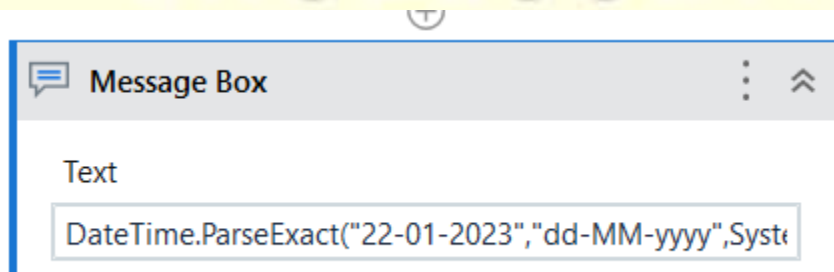 Message Box
Text
DateTime.ParseExact("22-01-2023","dd-MM-yyyy",Syste